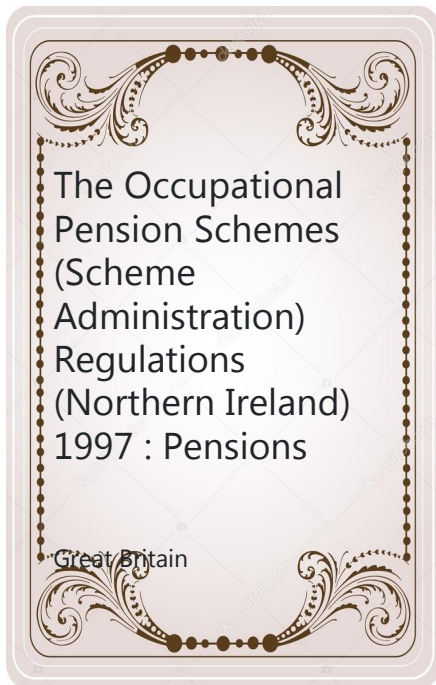 The Occupational
Pension Schemes
(Scheme
Administration)
Regulations
(Northern Ireland)
1997 : Pensions
Great Britain